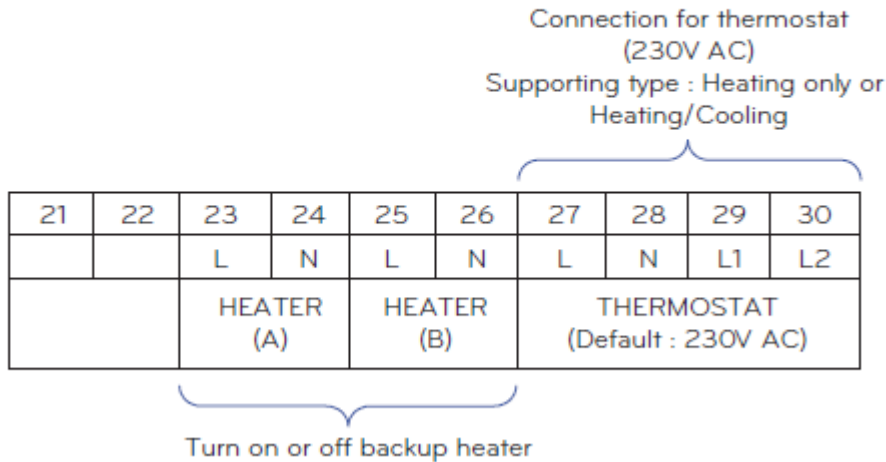 Connection for thermostat
(230V AC)
Supporting type : Heating only or
Heating/Cooling
21 22 23 24 25 26 27 28 29 30
L N L N L N L1 L2
HEATER HEATER THERMOSTAT
(A) (B) (Default : 230V AC)
Turn on or off backup heater